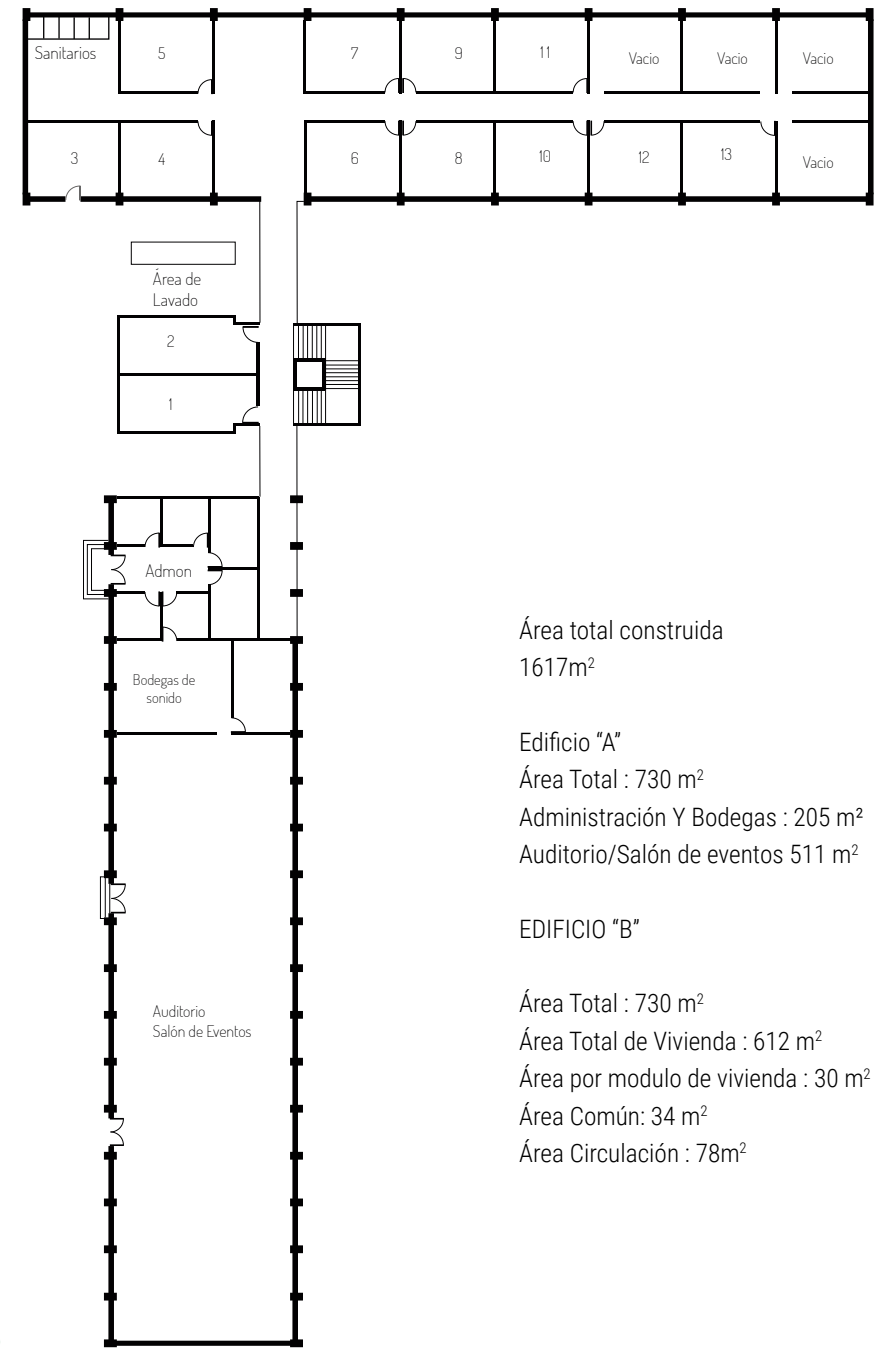 Sanitarios
5
7
9
11
Vacio
Vacio
Vacio
3
4
6
8
10
12
13
Vacio
Área de
Lavado
2
1
Admon
Bodegas de
sonido
Auditorio
Salón de Eventos
Área total construida
1617m²
Edificio “A”
Área Total : 730 m²
Administración Y Bodegas : 205 m²
Auditorio/Salón de eventos 511 m²
EDIFICIO “B”
Área Total : 730 m²
Área Total de Vivienda : 612 m²
Área por modulo de vivienda : 30 m²
Área Común: 34 m²
Área Circulación : 78m²